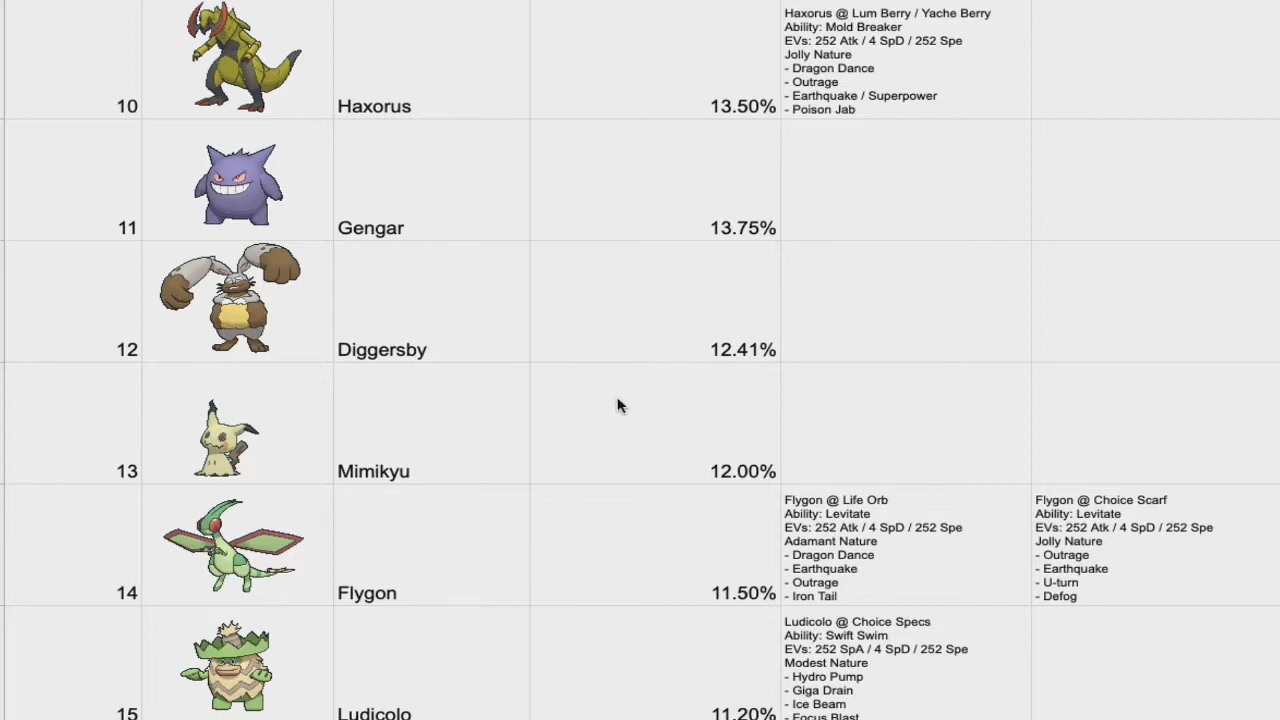 10
Haxorus
13.50%
Haxorus @ Lum Berry / Yache Berry
Ability: Mold Breaker
EVs: 252 Atk / 4 SpD / 252 Spe
Jolly Nature
- Dragon Dance
- Outrage
- Earthquake / Superpower
- Poison Jab
11
Gengar
13.75%
12
Diggersby
12.41%
13
Mimikyu
12.00%
14
Flygon
11.50%
Flygon @ Life Orb
Ability: Levitate
EVs: 252 Atk / 4 SpD / 252 Spe
Adamant Nature
- Dragon Dance
- Earthquake
- Outrage
- Iron Tail
Flygon @ Choice Scarf
Ability: Levitate
EVs: 252 Atk / 4 SpD / 252 Spe
Jolly Nature
- Outrage
- Earthquake
- U-turn
- Defog
15
Ludicolo
11.20%
Ludicolo @ Choice Specs
Ability: Swift Swim
EVs: 252 SpA / 4 SpD / 252 Spe
Modest Nature
- Hydro Pump
- Giga Drain
- Ice Beam
- Focus Blast